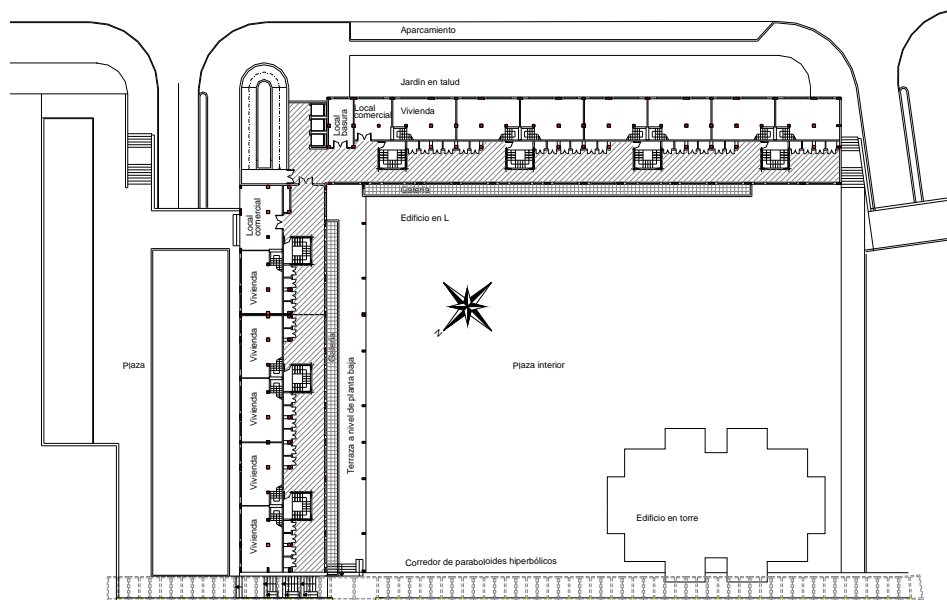 Aparcamiento
Jardín en talud
Local
basura
Local
comercial
Vivienda
Galería
Edificio en L
Local
comercial
Vivienda
Vivienda
Vivienda
Vivienda
Vivienda
Galería
Terraza a nivel de planta baja
N
Plaza
Plaza interior
Edificio en torre
Corredor de paraboloides hiperbólicos